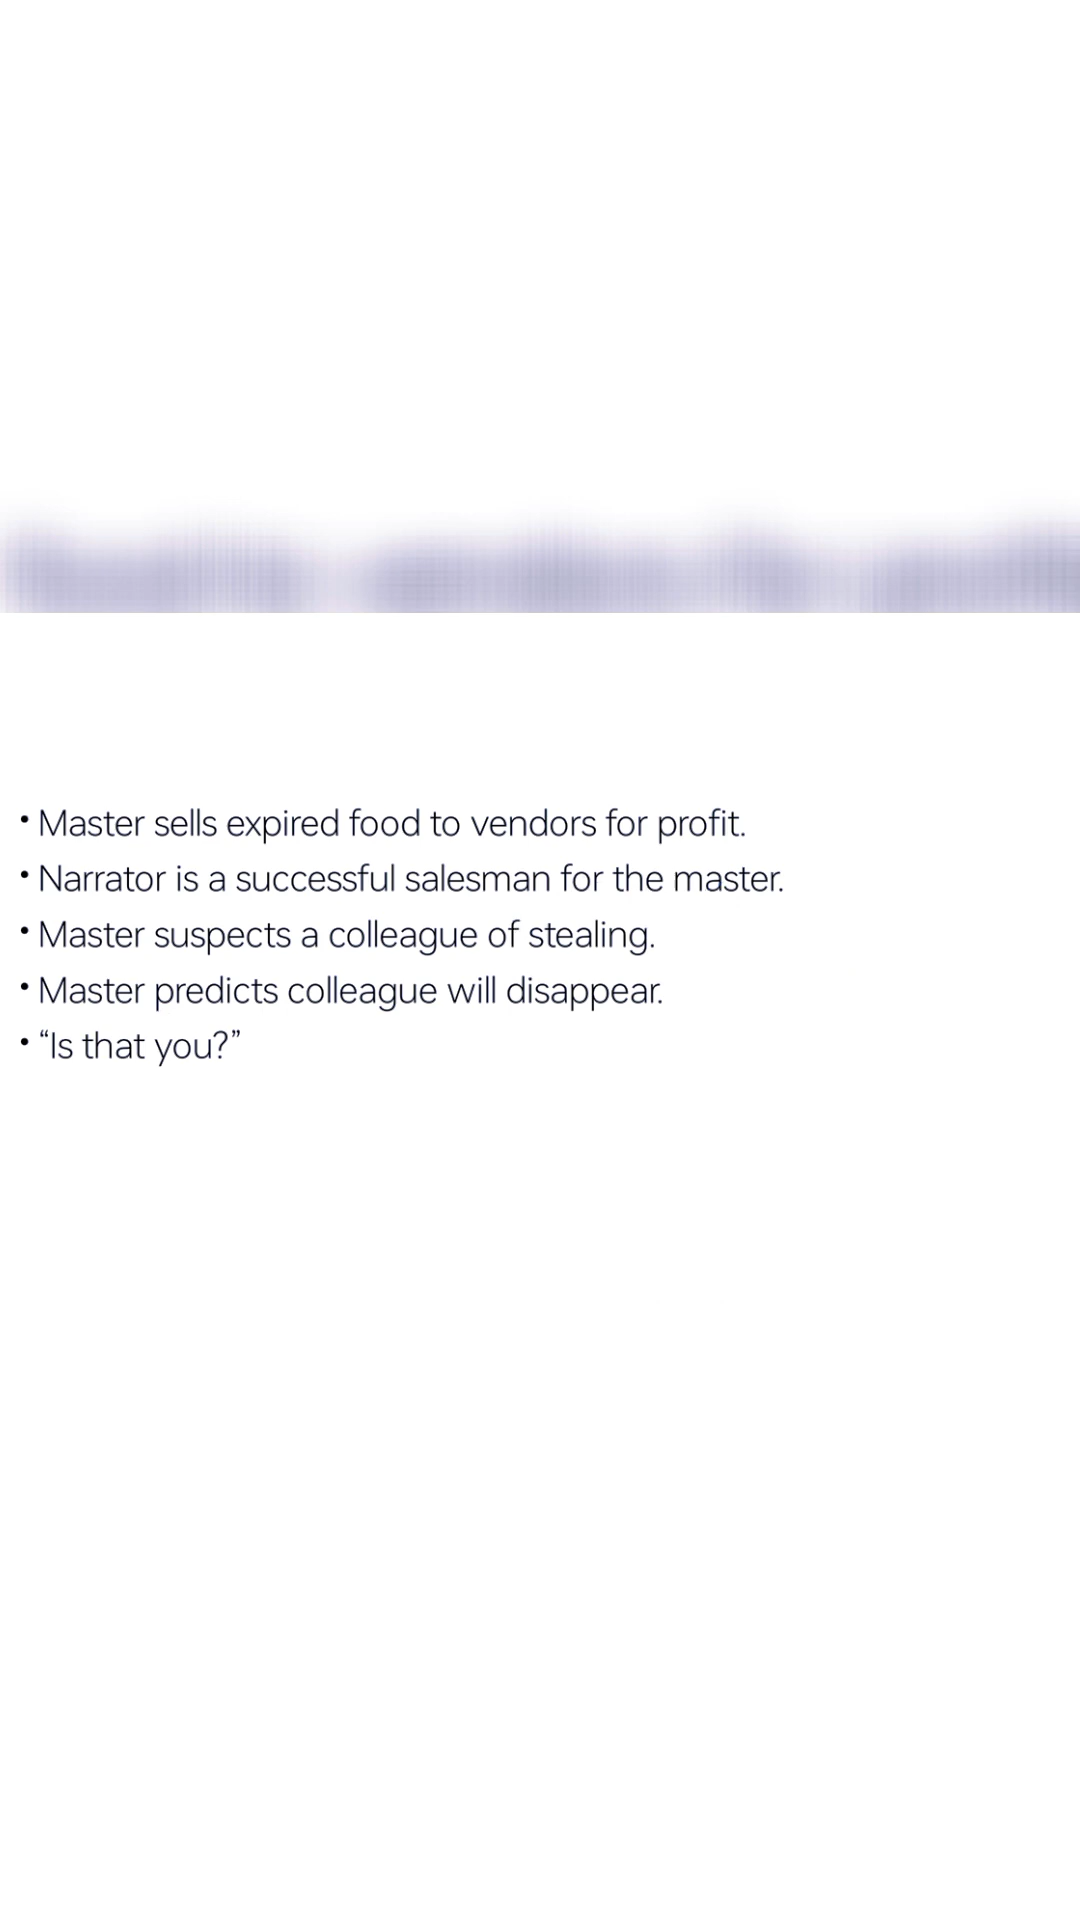 • Master sells expired food to vendors for profit.
• Narrator is a successful salesman for the master.
• Master suspects a colleague of stealing.
• Master predicts colleague will disappear.
• “Is that you?”